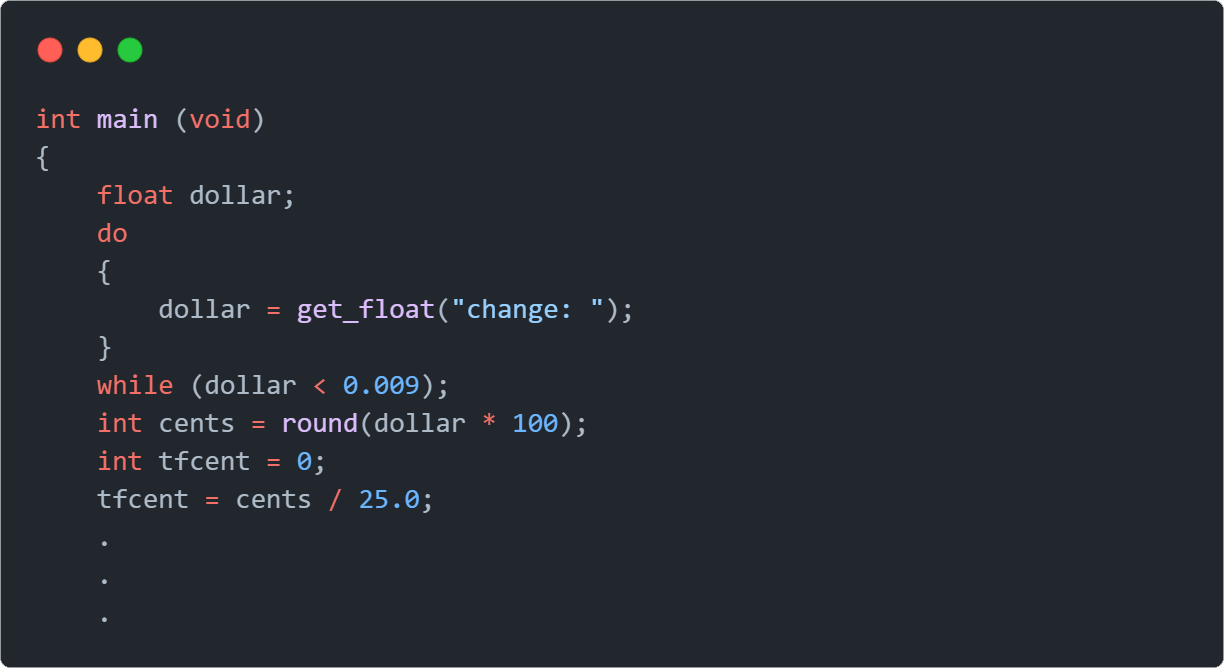 int main (void)
{
    float dollar;
    do
    {
        dollar = get_float("change: ");
    }
    while (dollar < 0.009);
    int cents = round(dollar * 100);
    int tfcent = 0;
    tfcent = cents / 25.0;
    .
    .
    .